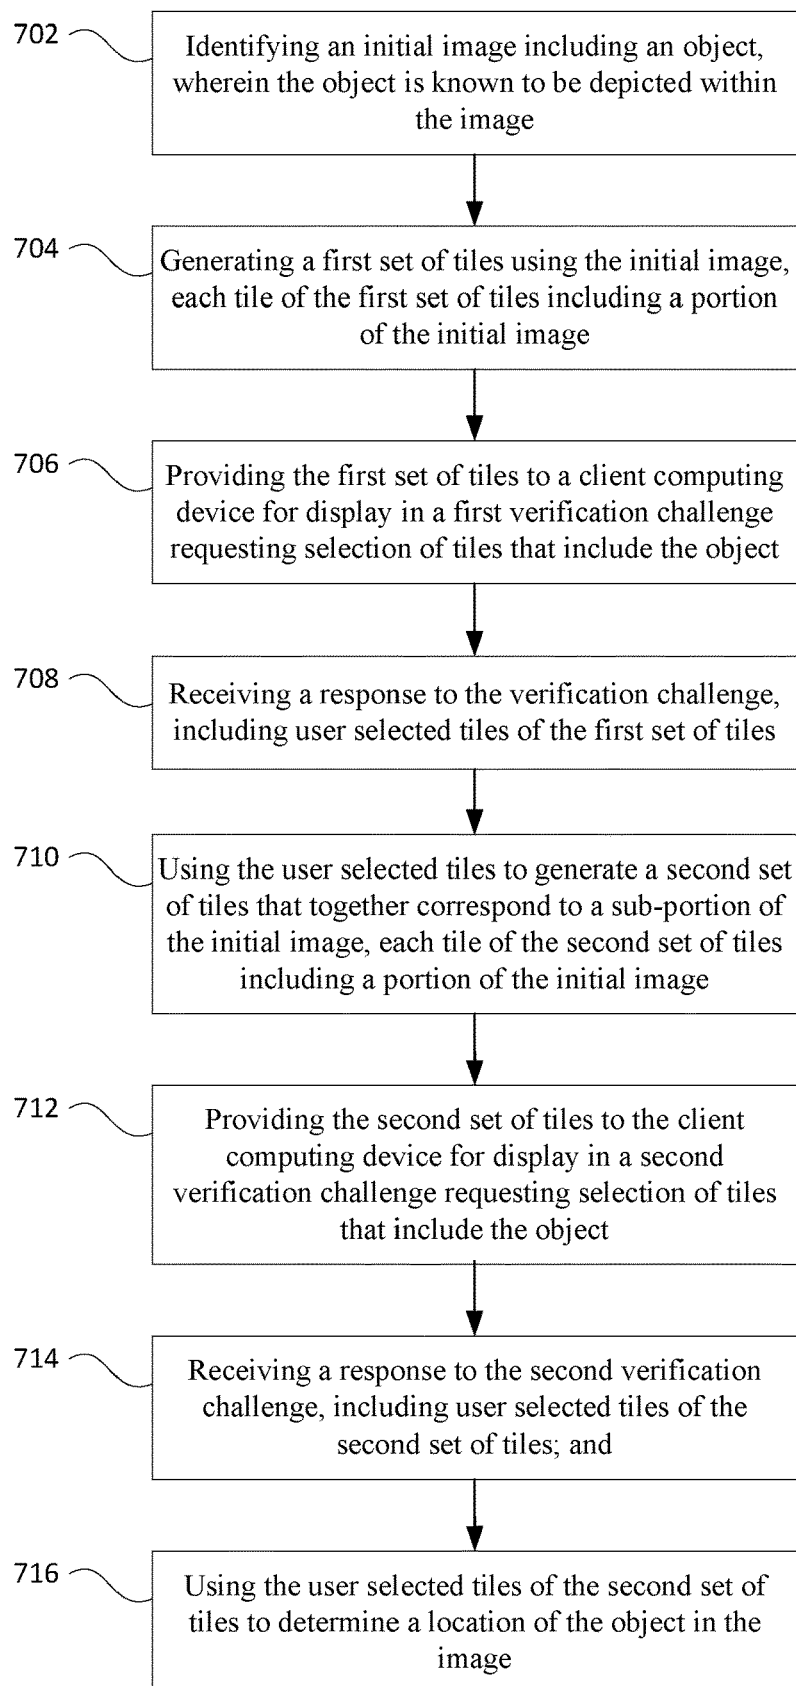 702
Identifying an initial image including an object,
wherein the object is known to be depicted within
the image
704
Generating a first set of tiles using the initial image,
each tile of the first set of tiles including a portion
of the initial image
706
Providing the first set of tiles to a client computing
device for display in a first verification challenge
requesting selection of tiles that include the object
708
Receiving a response to the verification challenge,
including user selected tiles of the first set of tiles
710
Using the user selected tiles to generate a second set
of tiles that together correspond to a sub-portion of
the initial image, each tile of the second set of tiles
including a portion of the initial image
712
Providing the second set of tiles to the client
computing device for display in a second
verification challenge requesting selection of tiles
that include the object
714
Receiving a response to the second verification
challenge, including user selected tiles of the
second set of tiles; and
716
Using the user selected tiles of the second set of
tiles to determine a location of the object in the
image